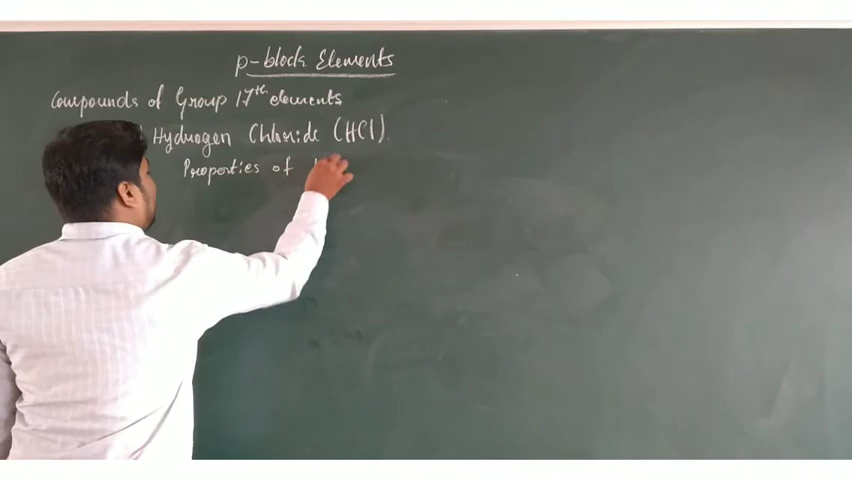 p-block Elements
Compounds of Group 17th elements
Hydrogen Chloride (HCl).
Properties of